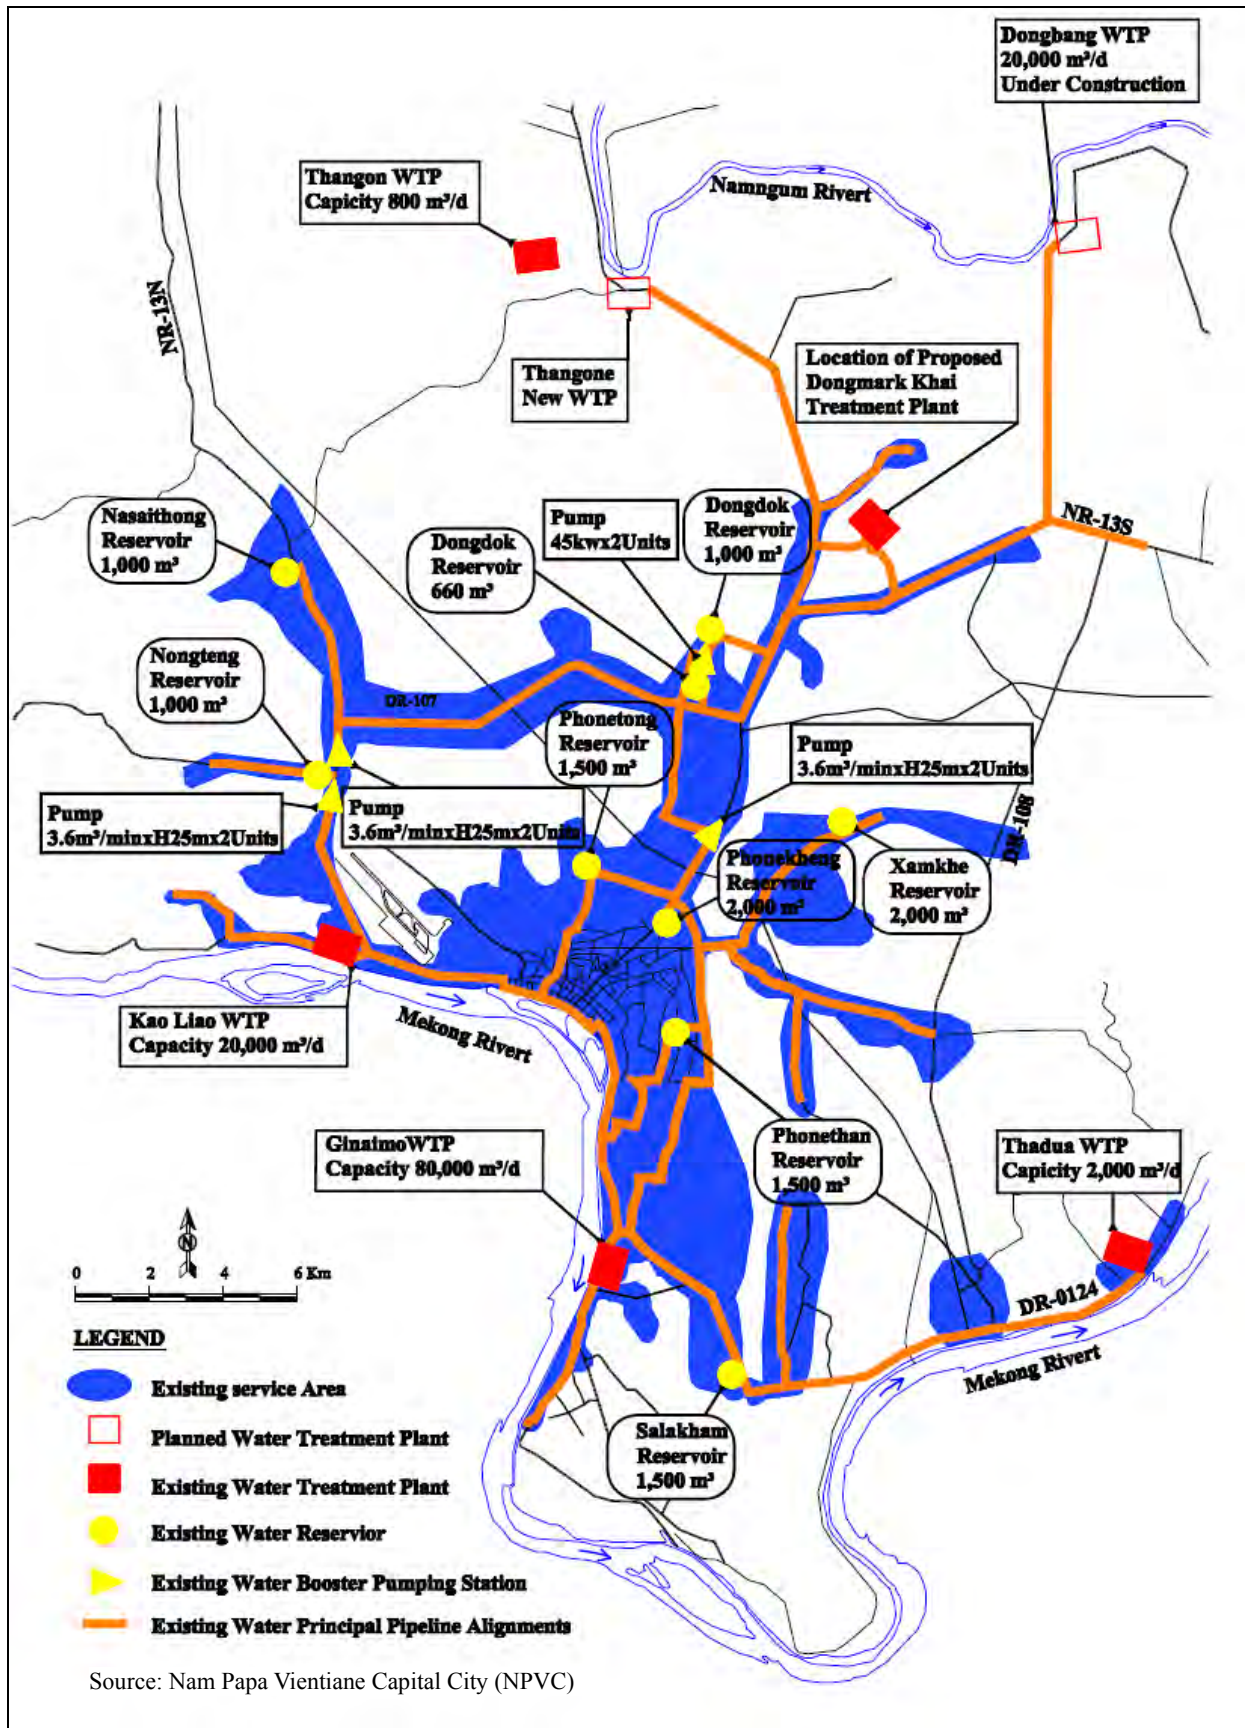 Dongbang WTP
20,000 m³/d
Under Construction
Thangon WTP
Capicity 800 m³/d
Namngum Rivert
NR-13N
Thangone
New WTP
Location of Proposed
Dongmark Khai
Treatment Plant
Nasaithong
Reservoir
1,000 m³
Dongdok
Reservoir
660 m³
Pump
45kwx2Units
Dongdok
Reservoir
1,000 m³
NR-13S
Nongteng
Reservoir
1,000 m³
DR-107
Phonetong
Reservoir
1,500 m³
Pump
3.6m³/minxH25mx2Units
Pump
3.6m³/minxH25mx2Units
Pump
3.6m³/minxH25mx2Units
DR-108
Phonekheng
Reservoir
2,000 m³
Xamkhe
Reservoir
2,000 m³
Kao Liao WTP
Capacity 20,000 m³/d
Mekong Rivert
GinaimoWTP
Capacity 80,000 m³/d
Phonethan
Reservoir
1,500 m³
Thadua WTP
Capicity 2,000 m³/d
N
0 2 4 6 Km
DR-0124
Mekong Rivert
LEGEND
Existing service Area
Planned Water Treatment Plant
Existing Water Treatment Plant
Existing Water Reservior
Existing Water Booster Pumping Station
Existing Water Principal Pipeline Alignments
Salakham
Reservoir
1,500 m³
Source: Nam Papa Vientiane Capital City (NPVC)